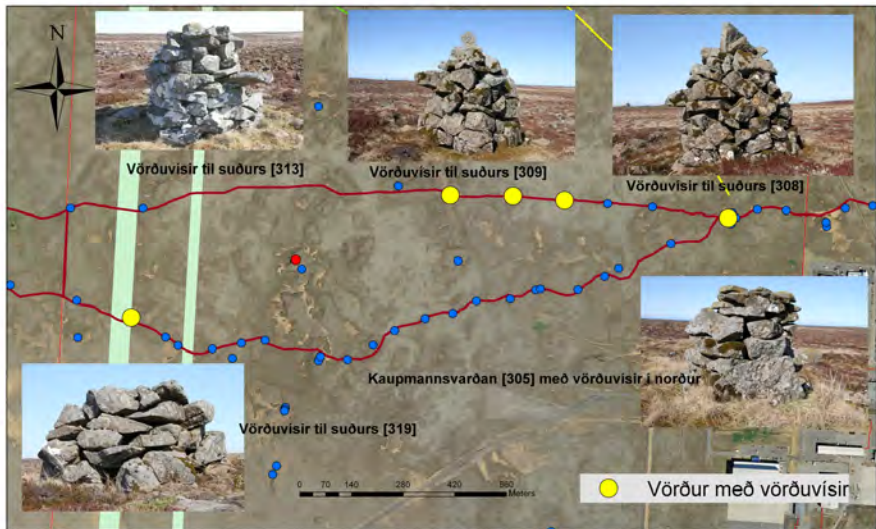 N
Vörðuvísir til suðurs [313]
Vörðuvísir til suðurs [309]
Vörðuvísir til suðurs [308]
Kaupmannsvarðan [305] með vörðuvísir í norður
Vörðuvísir til suðurs [319]
0 70 140 280 420 560
Meters
Vörður með vörðuvísir